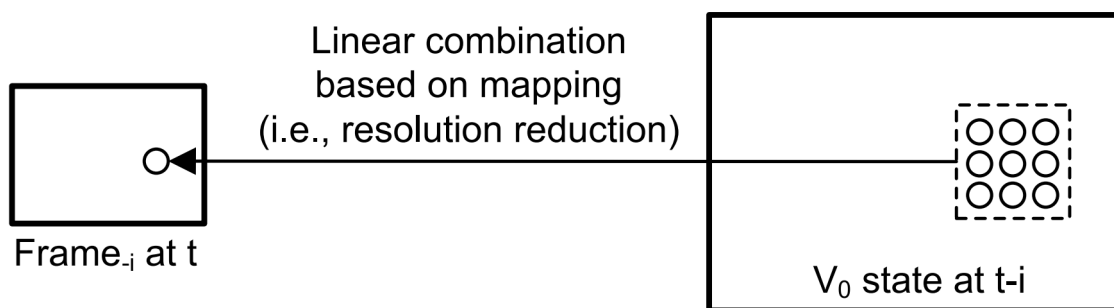 Linear combination
based on mapping
(i.e., resolution reduction)
Frame₋ᵢ at t
V₀ state at t-i